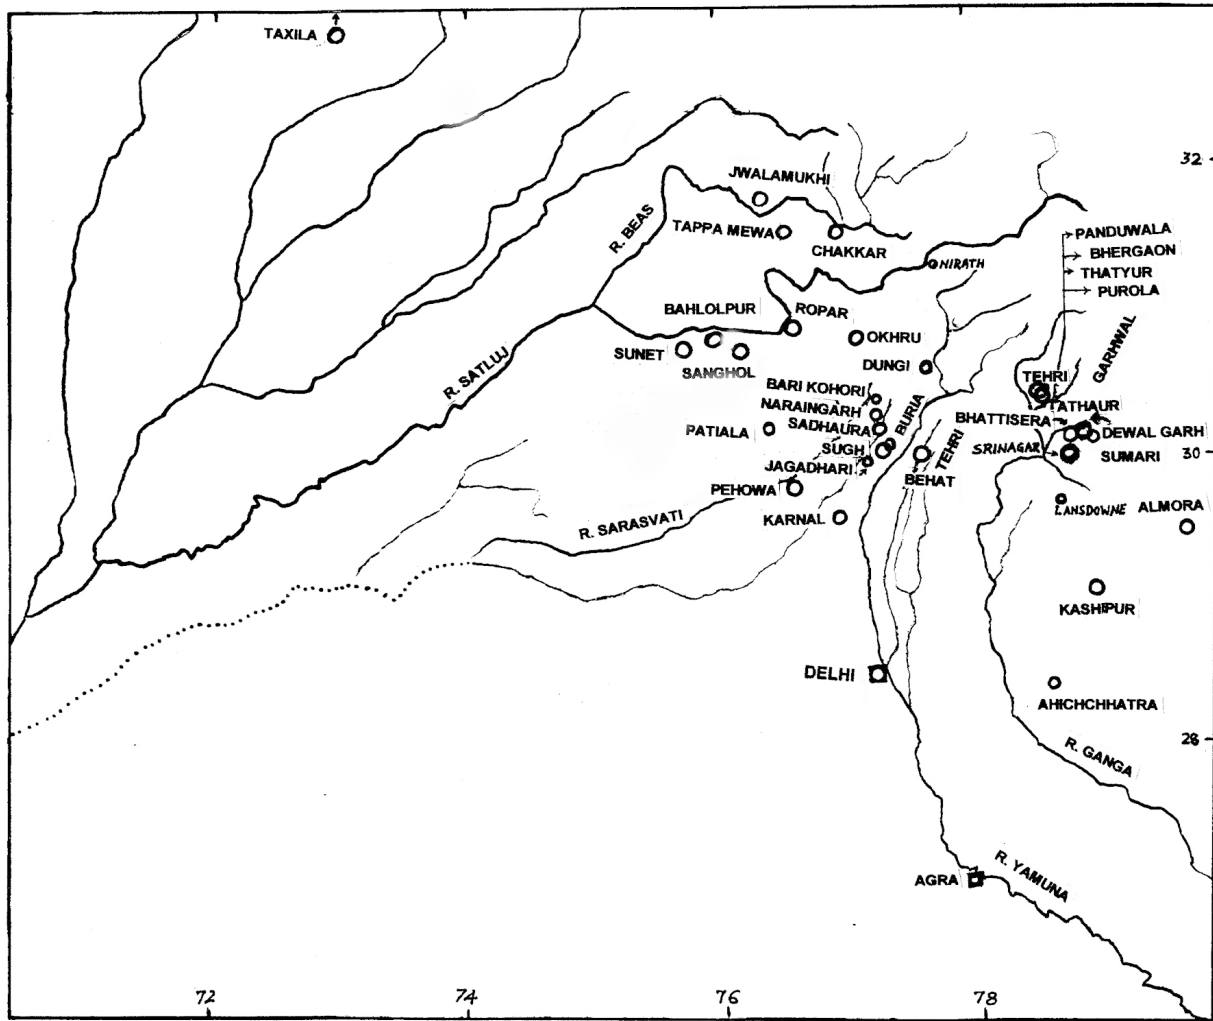 TAXILA
32
JWALAMUKHI
R. BEAS
TAPPA MEWA
CHAKKAR
NIRATH
PANDUWALA
BHERGAON
THATYUR
PUROLA
BAHLOLPUR
ROPAR
OKHRU
SUNET
SANGHOL
DUNGI
R. SATLUJ
GARHWAL
TEHRI
BARI KOHORI
NARAINGARH
TATHAUR
BHATTISERA
PATIALA
SADHAURA
BURIA
SUGH
TEHRI
DEWAL GARH
SRINAGAR
SUMARI
30
JAGADHARI
BEHAT
PEHOWA
LANSDOWNE
ALMORA
KARNAL
R. SARASVATI
KASHIPUR
DELHI
AHICHCHHATRA
28
R. GANGA
AGRA
R. YAMUNA
72
74
76
78